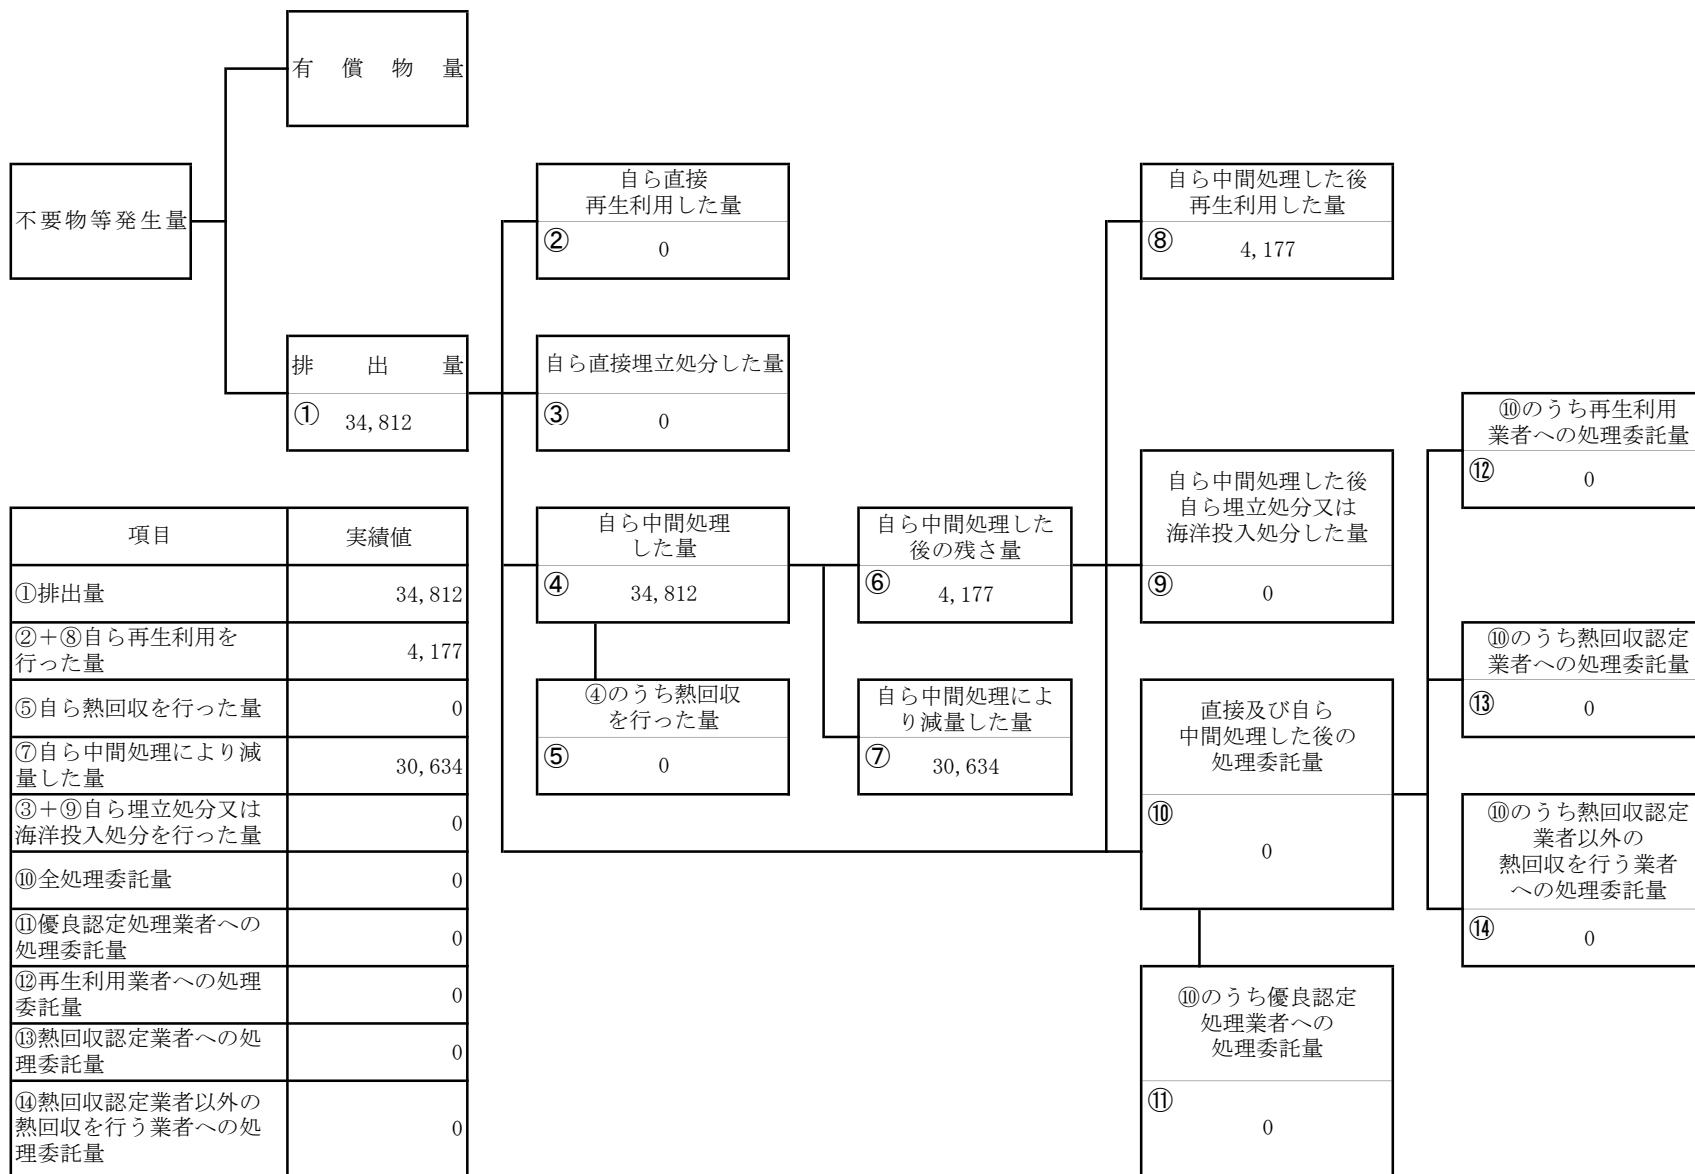 有償物量
不要物等発生量
排出量
① 34,812
自ら直接
再生利用した量
② 0
自ら直接埋立処分した量
③ 0
自ら中間処理
した量
④ 34,812
④のうち熱回収
を行った量
⑤ 0
自ら中間処理した
後の残さ量
⑥ 4,177
自ら中間処理によ
り減量した量
⑦ 30,634
自ら中間処理した後
再生利用した量
⑧ 4,177
自ら中間処理した後
自ら埋立処分又は
海洋投入処分した量
⑨ 0
直接及び自ら
中間処理した後の
処理委託量
⑩
0
⑩のうち優良認定
処理業者への
処理委託量
⑪
0
⑩のうち再生利用
業者への処理委託量
⑫ 0
⑩のうち熱回収認定
業者への処理委託量
⑬ 0
⑩のうち熱回収認定
業者以外の
熱回収を行う業者
への処理委託量
⑭ 0
項目 実績値
①排出量 34,812
②+⑧自ら再生利用を
行った量 4,177
⑤自ら熱回収を行った量 0
⑦自ら中間処理により減
量した量 30,634
③+⑨自ら埋立処分又は
海洋投入処分を行った量 0
⑩全処理委託量 0
⑪優良認定処理業者への
処理委託量 0
⑫再生利用業者への処理
委託量 0
⑬熱回収認定業者への処
理委託量 0
⑭熱回収認定業者以外の
熱回収を行う業者への処 0
理委託量